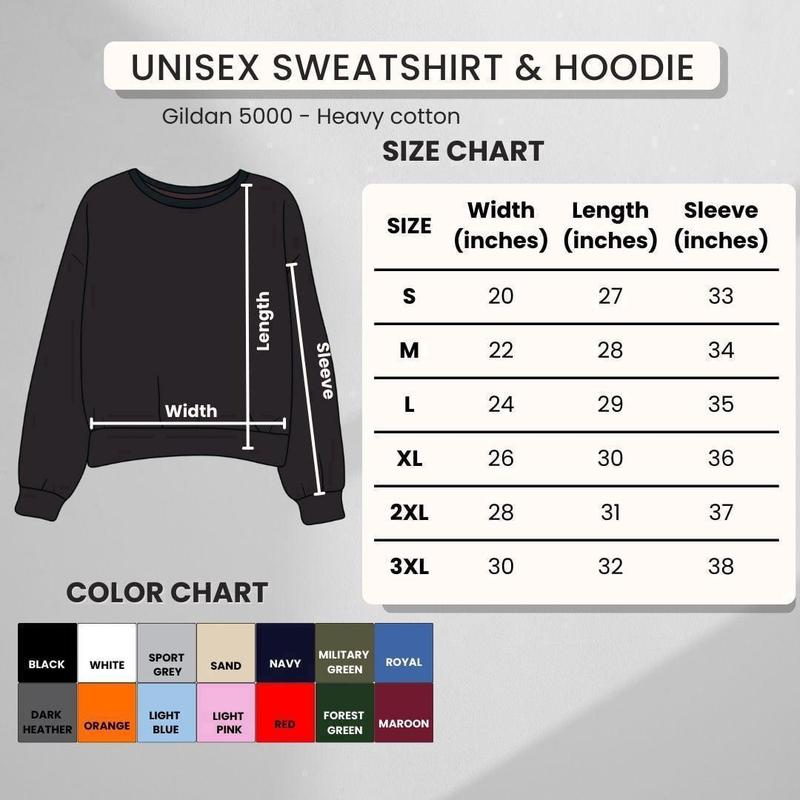 UNISEX SWEATSHIRT & HOODIE
Gildan 5000 - Heavy cotton
SIZE CHART
SIZE Width (inches) Length (inches) Sleeve (inches)
S 20 27 33
M 22 28 34
L 24 29 35
XL 26 30 36
2XL 28 31 37
3XL 30 32 38
Length
Sleeve
Width
COLOR CHART
BLACK WHITE SPORT GREY SAND NAVY MILITARY GREEN ROYAL
DARK HEATHER ORANGE LIGHT BLUE LIGHT PINK RED FOREST GREEN MAROON